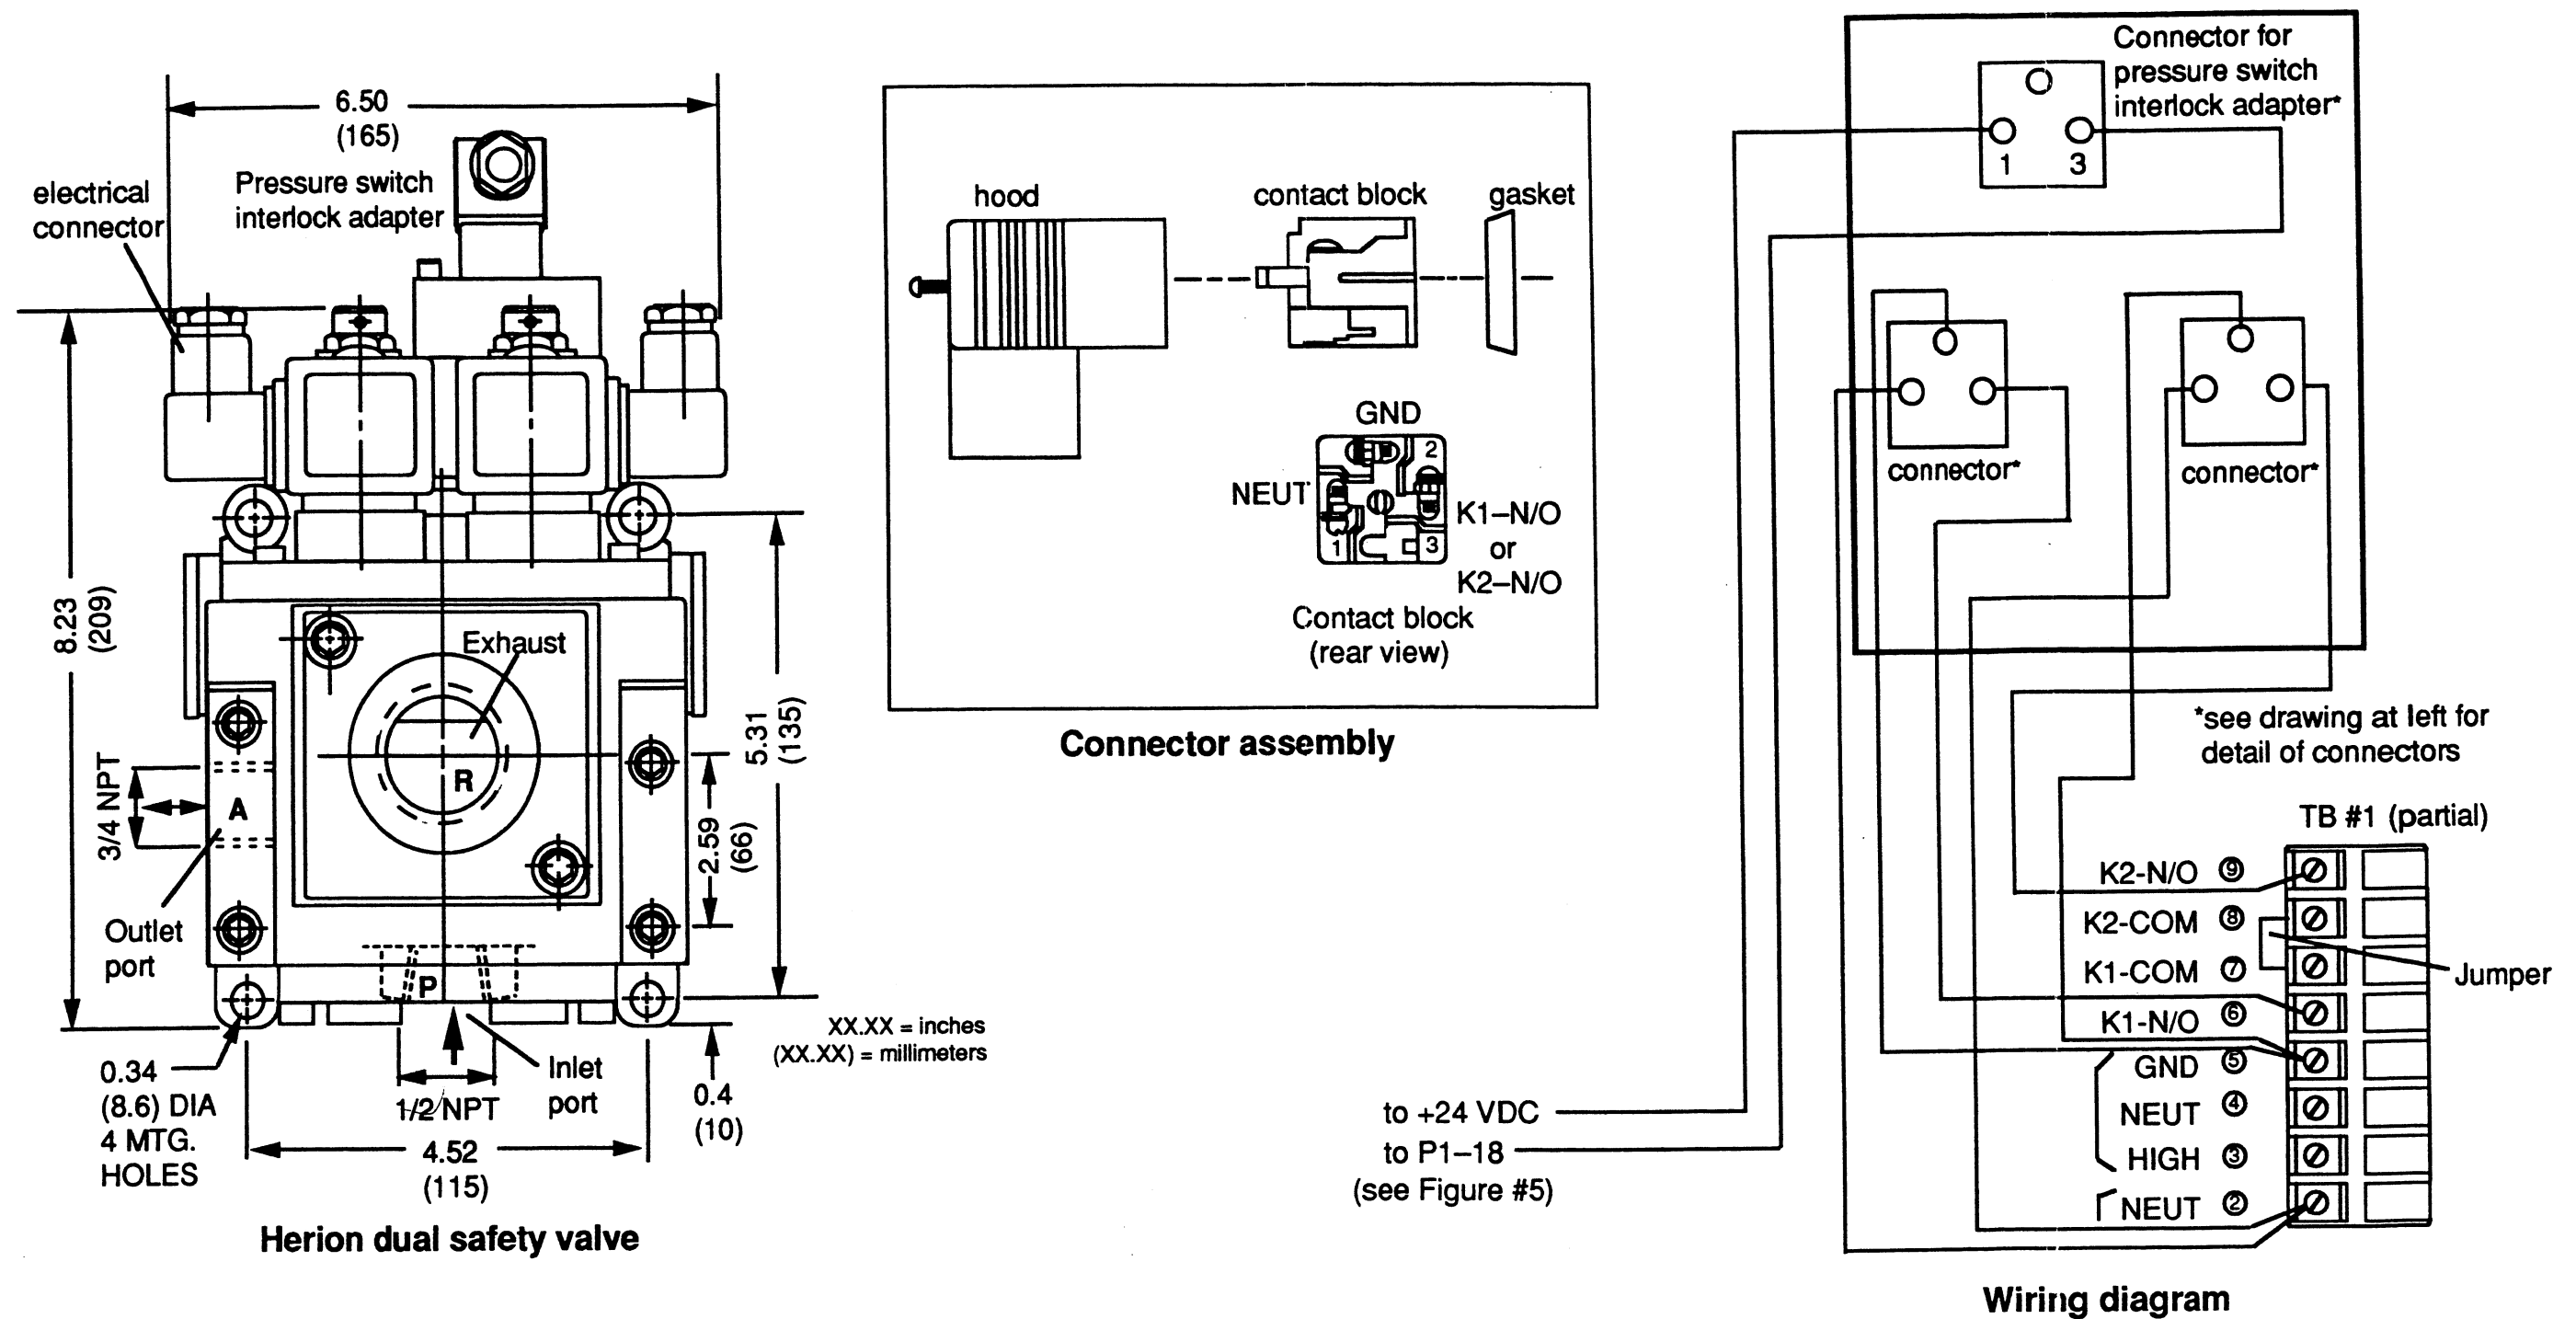 6.50
(165)
electrical
connector
Pressure switch
interlock adapter
8.23
(209)
Exhaust
R
5.31
(135)
2.59
(66)
3/4 NPT
A
Outlet
port
P
XX.XX = inches
(XX.XX) = millimeters
0.34
(8.6) DIA
4 MTG.
HOLES
Inlet
port
1/2 NPT
0.4
(10)
4.52
(115)
Herion dual safety valve
hood
contact block
gasket
GND
2
NEUT
K1–N/O
or
K2–N/O
1
3
Contact block
(rear view)
Connector assembly
Connector for
pressure switch
interlock adapter*
1
3
connector*
connector*
*see drawing at left for
detail of connectors
TB #1 (partial)
K2-N/O 9
K2-COM 8
K1-COM 7
Jumper
K1-N/O 6
GND 5
NEUT 4
HIGH 3
NEUT 2
to +24 VDC
to P1–18
(see Figure #5)
Wiring diagram